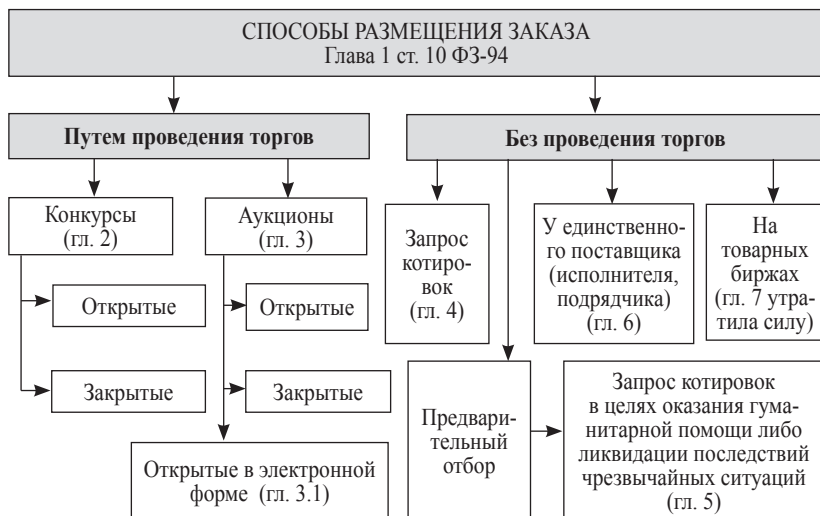 СПОСОБЫ РАЗМЕЩЕНИЯ ЗАКАЗА
Глава 1 ст. 10 ФЗ-94
Путем проведения торгов
Без проведения торгов
Конкурсы
(гл. 2)
Аукционы
(гл. 3)
Открытые
Закрытые
Открытые
Закрытые
Открытые в электронной
форме (гл. 3.1)
Запрос
котиро-
вок
(гл. 4)
У единственно-
го поставщика
(исполнителя,
подрядчика)
(гл. 6)
На
товарных
биржах
(гл. 7 утра-
тила силу)
Предвари-
тельный
отбор
Запрос котировок
в целях оказания гума-
нитарной помощи либо
ликвидации последствий
чрезвычайных ситуаций
(гл. 5)